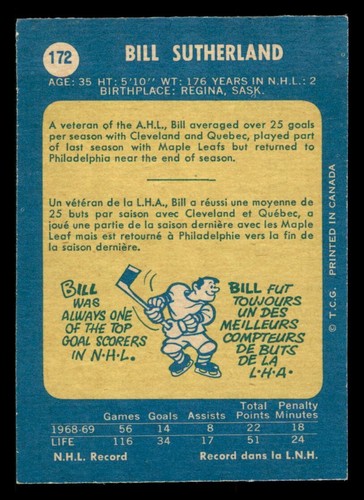 172 BILL SUTHERLAND
AGE: 35 HT: 5'10" WT: 176 YEARS IN N.H.L.: 2
BIRTHPLACE: REGINA, SASK.
A veteran of the A.H.L., Bill averaged over 25 goals
per season with Cleveland and Quebec, played part
of last season with Maple Leafs but returned to
Philadelphia near the end of season.
Un vétéran de la L.H.A., Bill a réussi une moyenne de
25 buts par saison avec Cleveland et Québec, a
joué une partie de la saison dernière avec les Maple
Leaf mais est retourné à Philadelphie vers la fin de
la saison dernière.
BILL
WAS
ALWAYS ONE
OF THE TOP
GOAL SCORERS
IN N.H.L.
BILL FUT
TOUJOURS
UN DES
MEILLEURS
COMPTEURS
DE BUTS
DE LA
L.H.A.
© T.C.G. PRINTED IN CANADA
Games Goals Assists Total Points Penalty Minutes
1968-69 56 14 8 22 18
LIFE 116 34 17 51 24
N.H.L. Record Record dans la L.N.H.